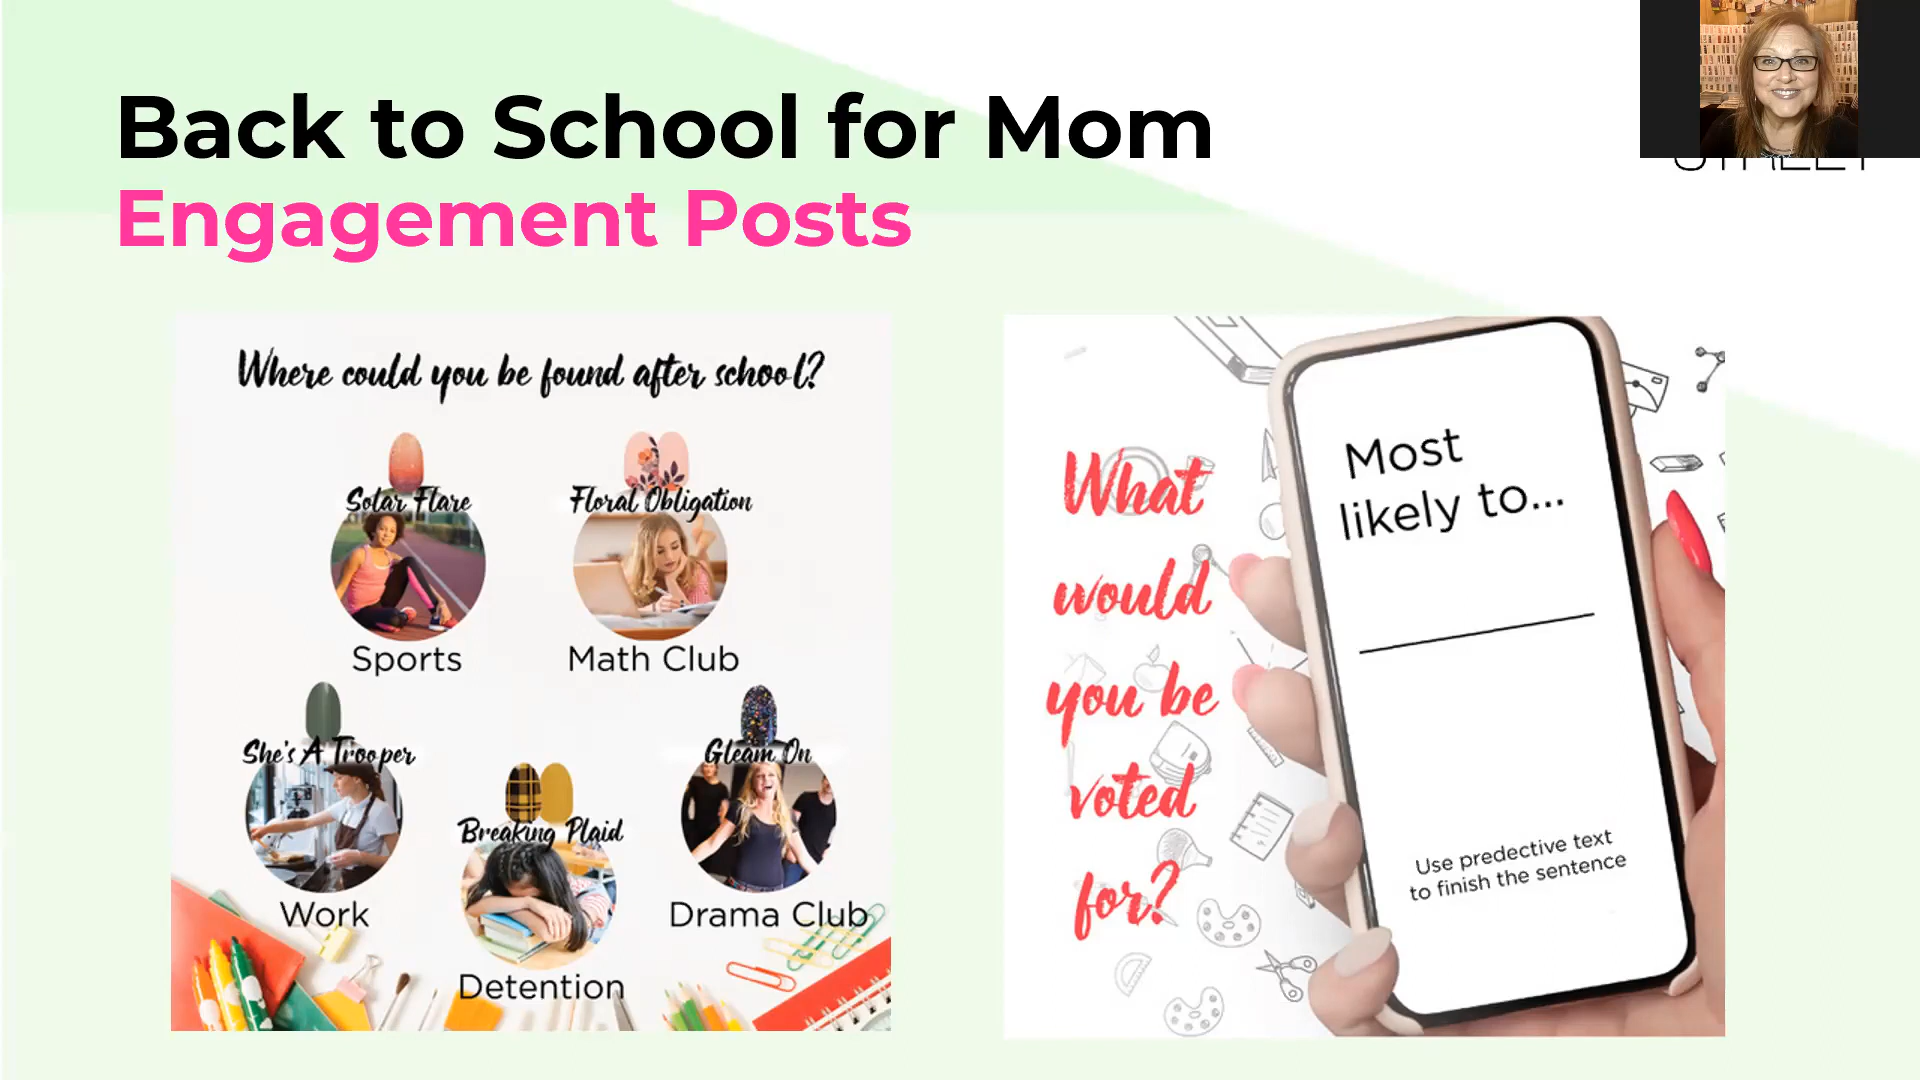 Back to School for Mom
Engagement Posts
STREET
Where could you be found after school?
Solar Flare
Sports
Floral Obligation
Math Club
She's A Trooper
Work
Breaking Plaid
Detention
Gleam On
Drama Club
What
would
you be
voted
for?
Most
likely to...
Use predective text
to finish the sentence